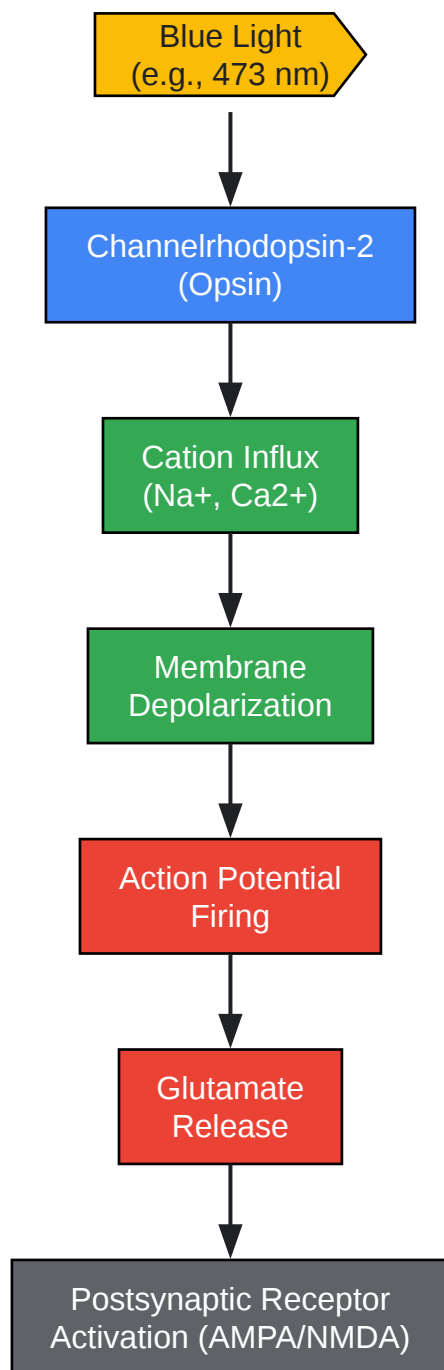 Blue Light
(e.g., 473 nm)
Channelrhodopsin-2
(Opsin)
Cation Influx
(Na+, Ca2+)
Membrane
Depolarization
Action Potential
Firing
Glutamate
Release
Postsynaptic Receptor
Activation (AMPA/NMDA)